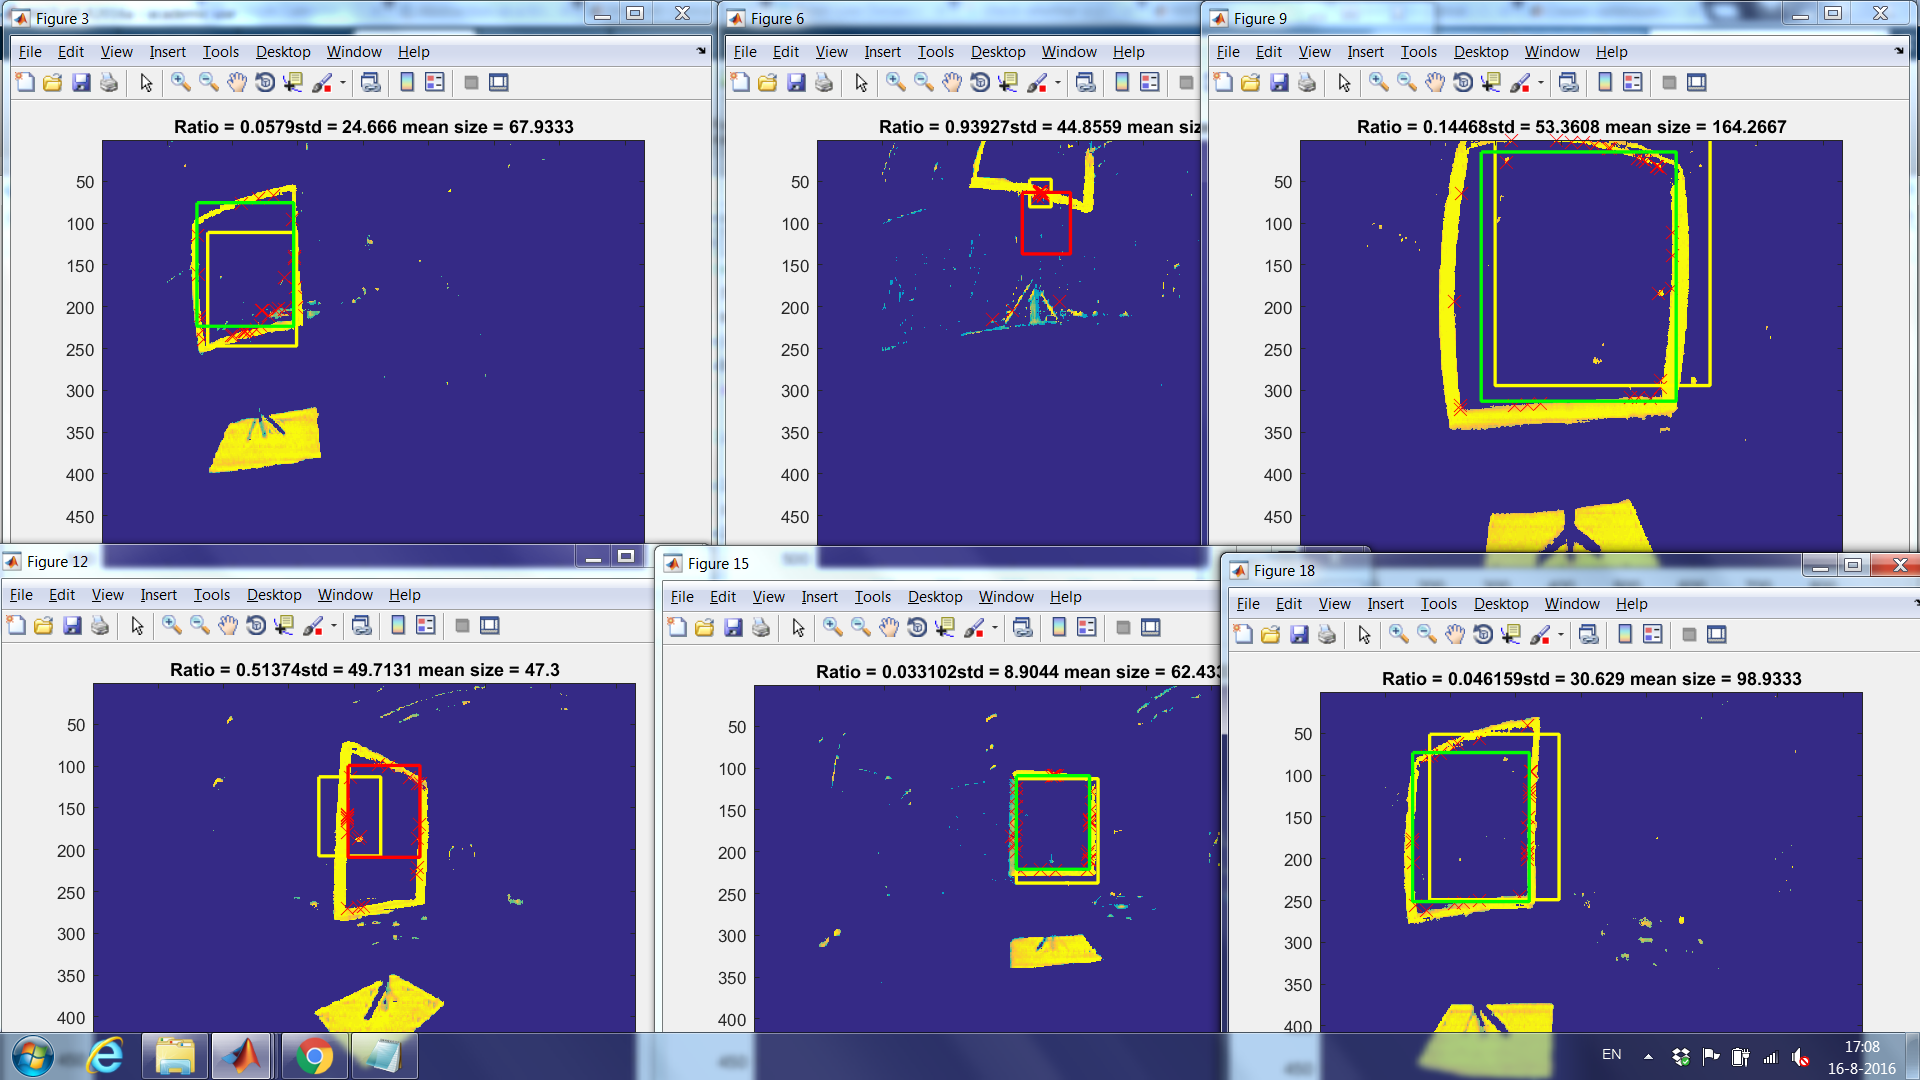 Figure 3
File Edit View Insert Tools Desktop Window Help
Ratio = 0.0579std = 24.666 mean size = 67.9333
50
100
150
200
250
300
350
400
450
Figure 6
File Edit View Insert Tools Desktop Window Help
Ratio = 0.93927std = 44.8559 mean siz
50
100
150
200
250
300
350
400
450
Figure 9
File Edit View Insert Tools Desktop Window Help
Ratio = 0.14468std = 53.3608 mean size = 164.2667
50
100
150
200
250
300
350
400
450
Figure 12
File Edit View Insert Tools Desktop Window Help
Ratio = 0.51374std = 49.7131 mean size = 47.3
50
100
150
200
250
300
350
400
Figure 15
File Edit View Insert Tools Desktop Window Help
Ratio = 0.033102std = 8.9044 mean size = 62.433
50
100
150
200
250
300
350
400
450
Figure 18
File Edit View Insert Tools Desktop Window Help
Ratio = 0.046159std = 30.629 mean size = 98.9333
50
100
150
200
250
300
350
400
450
EN
17:08
16-8-2016